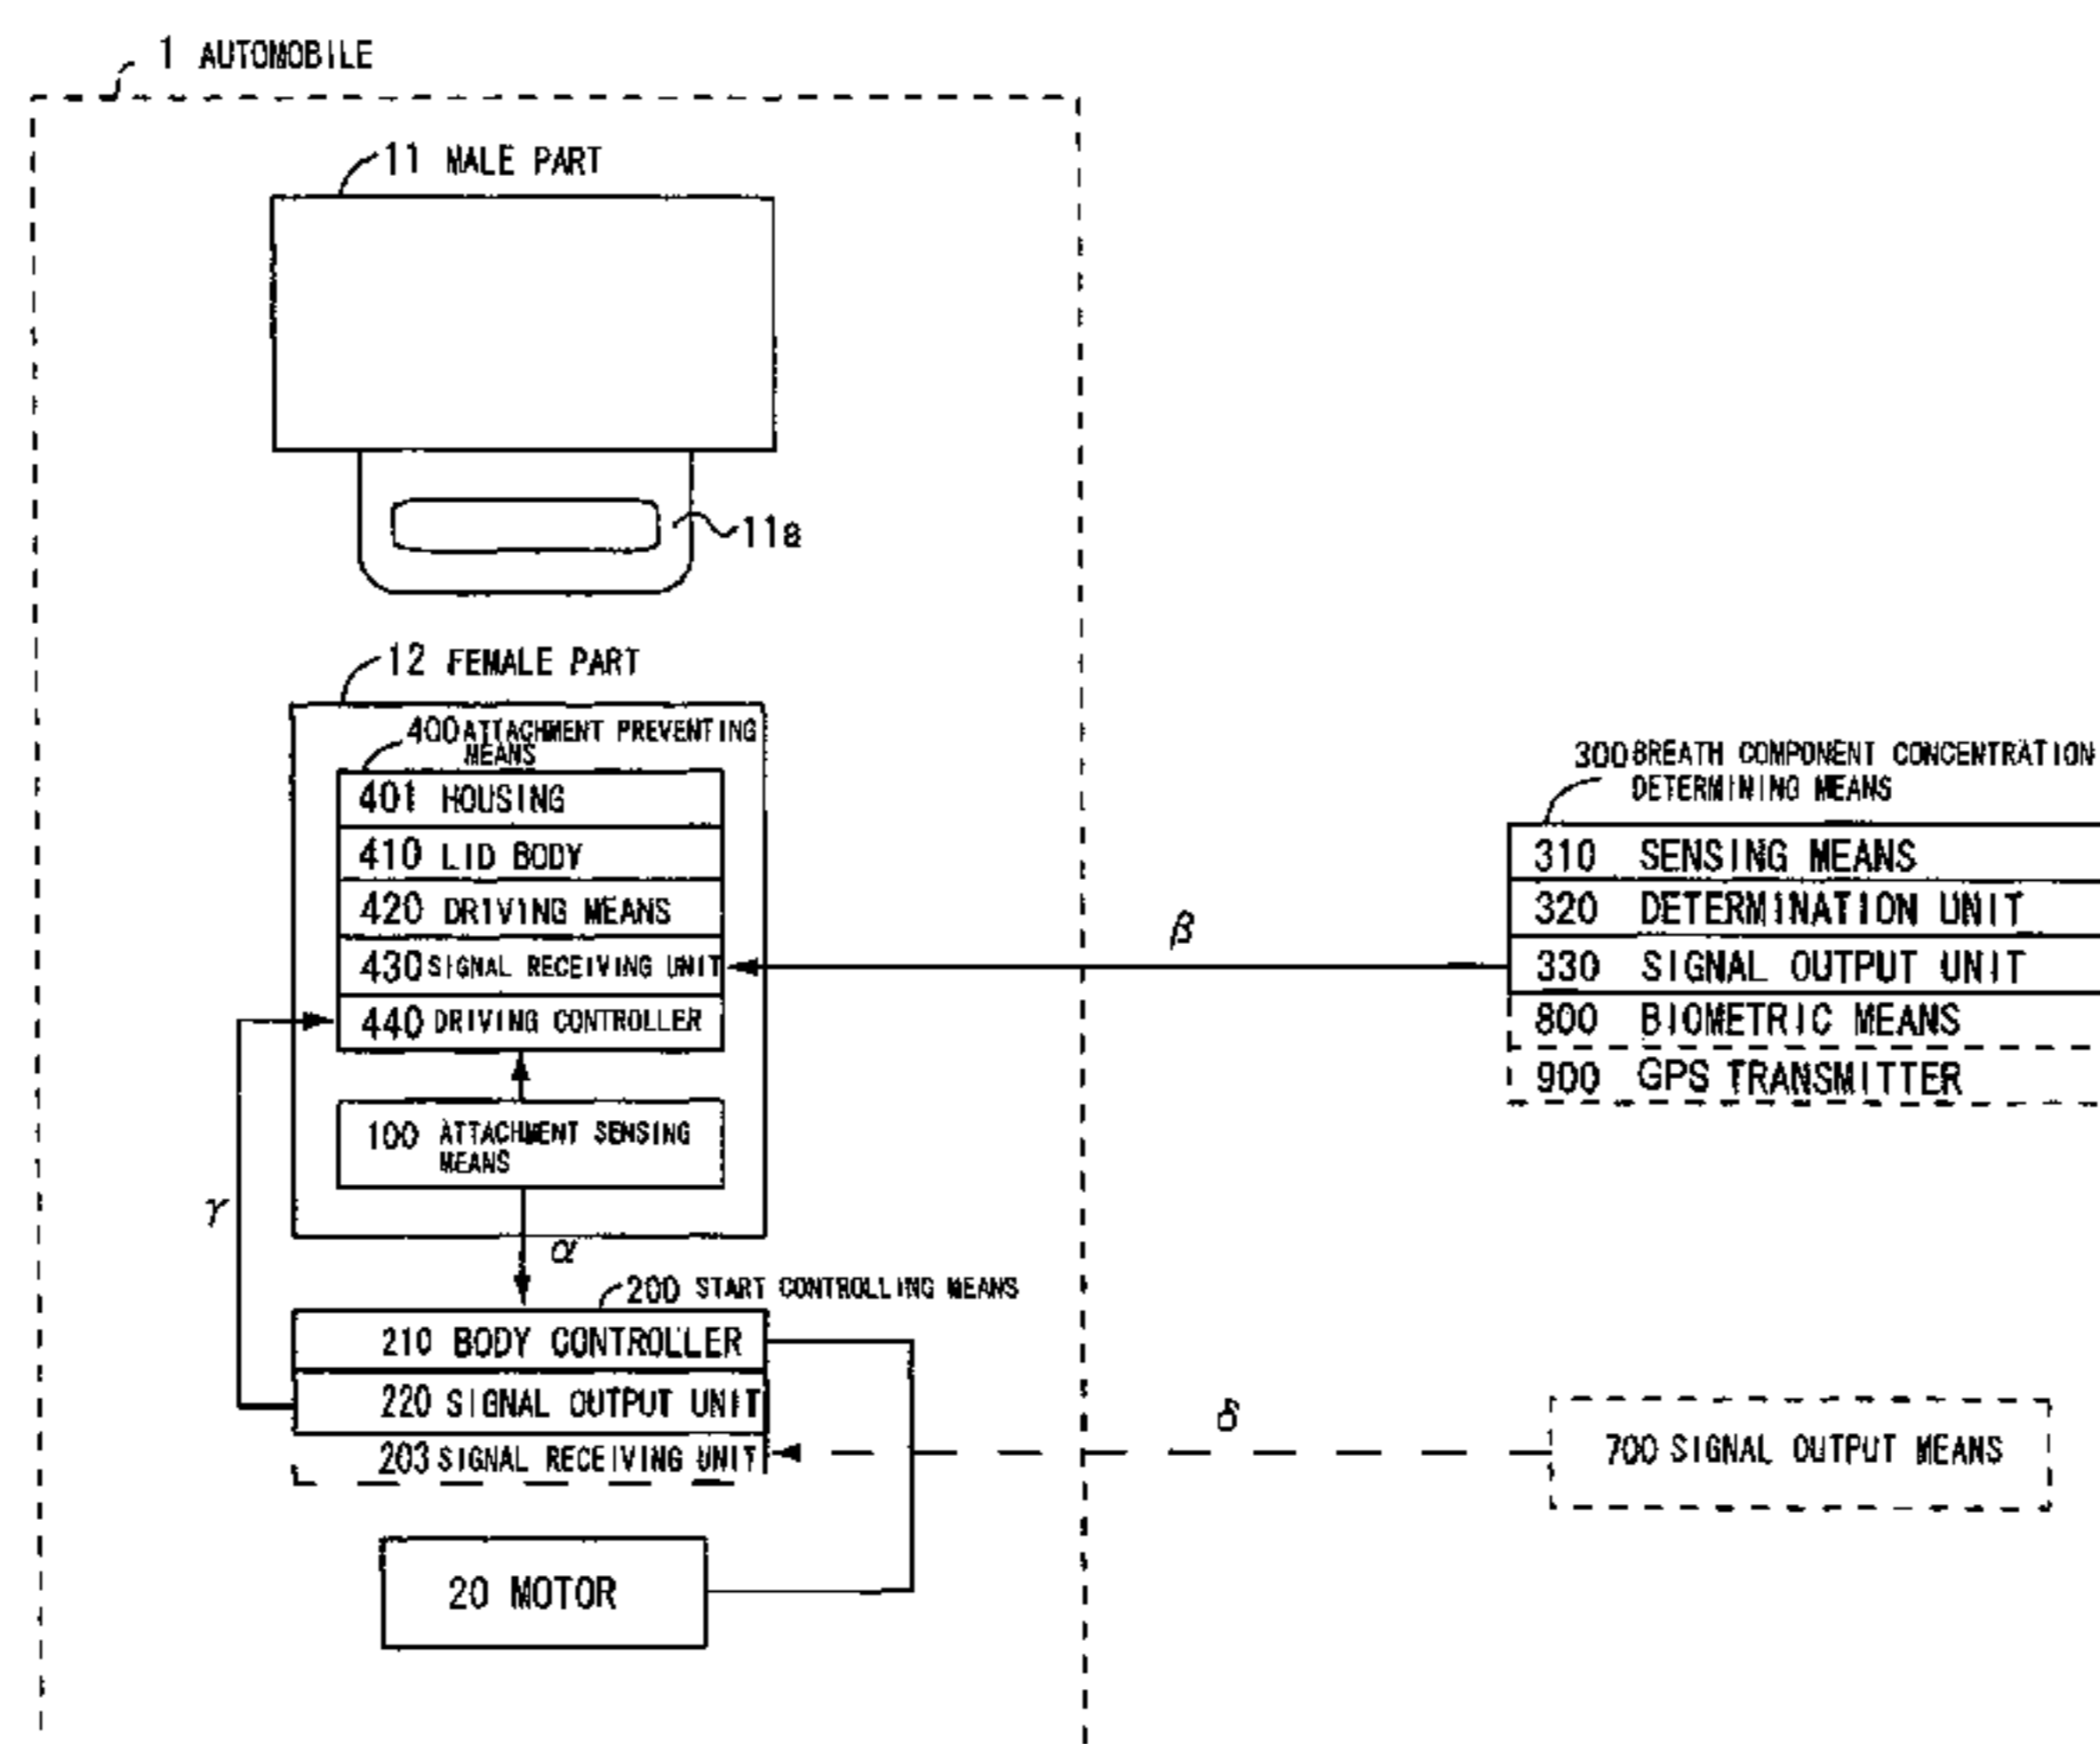 1 AUTOMOBILE
11 MALE PART
11a
12 FEMALE PART
400 ATTACHMENT PREVENTING
MEANS
401 HOUSING
410 LID BODY
420 DRIVING MEANS
430 SIGNAL RECEIVING UNIT
440 DRIVING CONTROLLER
100 ATTACHMENT SENSING
MEANS
γ
α
β
300 BREATH COMPONENT CONCENTRATION
DETERMINING MEANS
310 SENSING MEANS
320 DETERMINATION UNIT
330 SIGNAL OUTPUT UNIT
800 BIOMETRIC MEANS
900 GPS TRANSMITTER
200 START CONTROLLING MEANS
210 BODY CONTROLLER
220 SIGNAL OUTPUT UNIT
203 SIGNAL RECEIVING UNIT
δ
700 SIGNAL OUTPUT MEANS
20 MOTOR